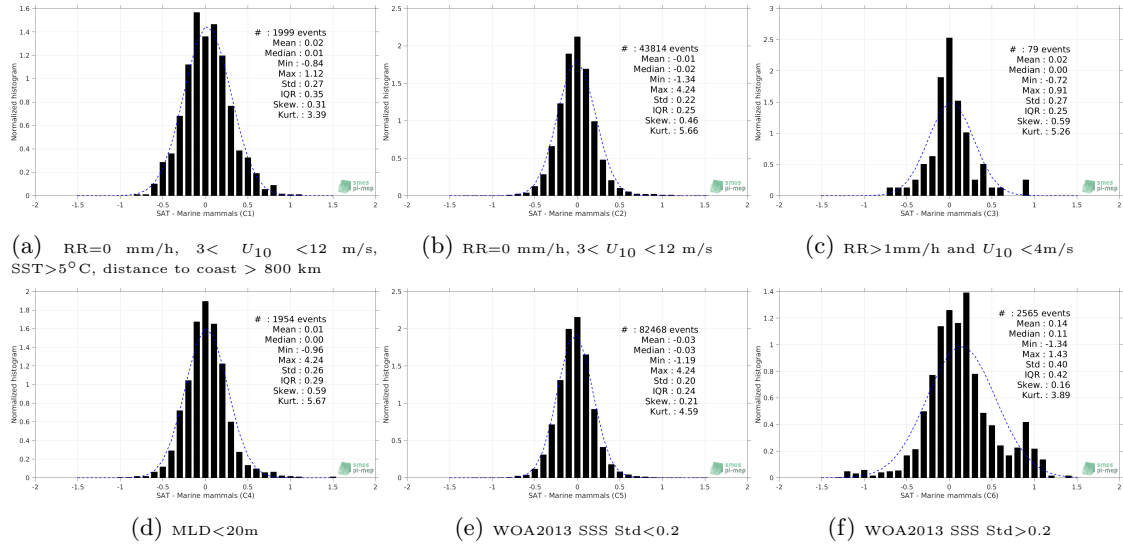 1.6
1.4
1.2
1
0.8
0.6
0.4
0.2
0
Normalized histogram
# : 1999 events
Mean : 0.02
Median : 0.01
Min : -0.84
Max : 1.12
Std : 0.27
IQR : 0.35
Skew. : 0.31
Kurt. : 3.39
smos
pi-mep
-2 -1.5 -1 -0.5 0 0.5 1 1.5 2
SAT - Marine mammals (C1)
2.5
2
1.5
1
0.5
0
Normalized histogram
# : 43814 events
Mean : -0.01
Median : -0.02
Min : -1.34
Max : 4.24
Std : 0.22
IQR : 0.25
Skew. : 0.46
Kurt. : 5.66
smos
pi-mep
-2 -1.5 -1 -0.5 0 0.5 1 1.5 2
SAT - Marine mammals (C2)
3
2.5
2
1.5
1
0.5
0
Normalized histogram
# : 79 events
Mean : 0.02
Median : 0.00
Min : -0.72
Max : 0.91
Std : 0.27
IQR : 0.25
Skew. : 0.59
Kurt. : 5.26
smos
pi-mep
-2 -1.5 -1 -0.5 0 0.5 1 1.5 2
SAT - Marine mammals (C3)
(a) RR=0 mm/h, 3< U10 <12 m/s,
SST>5°C, distance to coast > 800 km
(b) RR=0 mm/h, 3< U10 <12 m/s
(c) RR>1mm/h and U10 <4m/s
2
1.8
1.6
1.4
1.2
1
0.8
0.6
0.4
0.2
0
Normalized histogram
# : 1954 events
Mean : 0.01
Median : 0.00
Min : -0.96
Max : 4.24
Std : 0.26
IQR : 0.29
Skew. : 0.59
Kurt. : 5.67
smos
pi-mep
-2 -1.5 -1 -0.5 0 0.5 1 1.5 2
SAT - Marine mammals (C4)
2.5
2
1.5
1
0.5
0
Normalized histogram
# : 82468 events
Mean : -0.03
Median : -0.03
Min : -1.19
Max : 4.24
Std : 0.20
IQR : 0.24
Skew. : 0.21
Kurt. : 4.59
smos
pi-mep
-2 -1.5 -1 -0.5 0 0.5 1 1.5 2
SAT - Marine mammals (C5)
1.4
1.2
1
0.8
0.6
0.4
0.2
0
Normalized histogram
# : 2565 events
Mean : 0.14
Median : 0.11
Min : -1.34
Max : 1.43
Std : 0.40
IQR : 0.42
Skew. : 0.16
Kurt. : 3.89
smos
pi-mep
-2 -1.5 -1 -0.5 0 0.5 1 1.5 2
SAT - Marine mammals (C6)
(d) MLD<20m
(e) WOA2013 SSS Std<0.2
(f) WOA2013 SSS Std>0.2